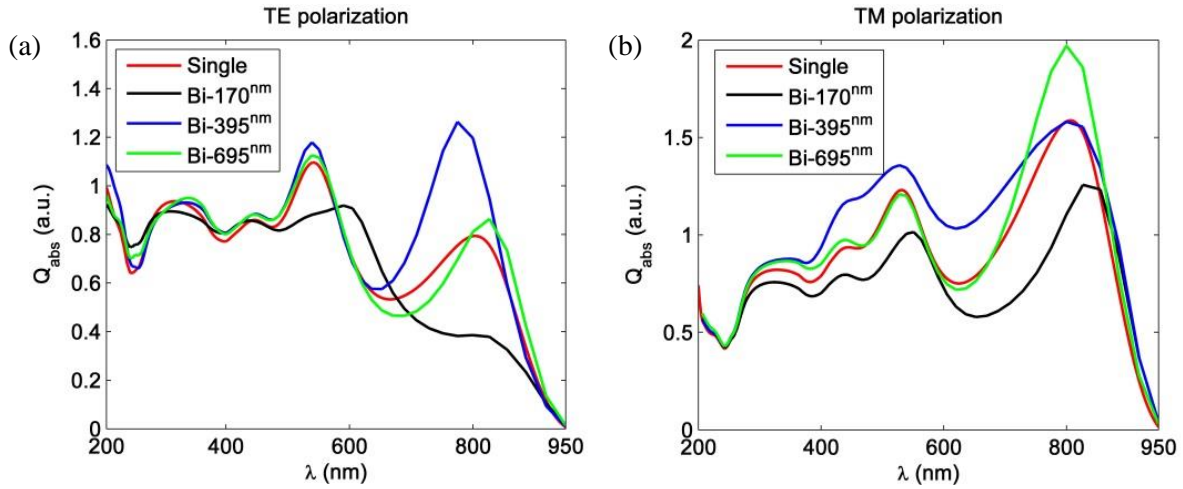 TE polarization
(a)
1.6
1.4
1.2
1
0.8
0.6
0.4
0.2
0
Q_abs (a.u.)
Single
Bi-170^nm
Bi-395^nm
Bi-695^nm
200 400 600 800 950
λ (nm)
TM polarization
(b)
2
1.5
1
0.5
0
Q_abs (a.u.)
Single
Bi-170^nm
Bi-395^nm
Bi-695^nm
200 400 600 800 950
λ (nm)